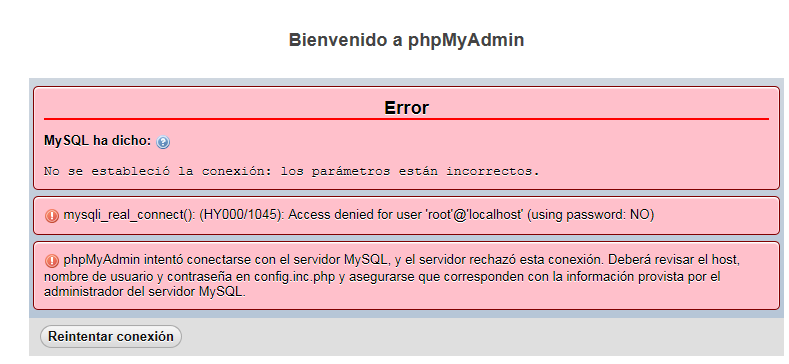 Bienvenido a phpMyAdmin
Error
MySQL ha dicho:
No se estableció la conexión: los parámetros están incorrectos.
mysqli_real_connect(): (HY000/1045): Access denied for user 'root'@'localhost' (using password: NO)
phpMyAdmin intentó conectarse con el servidor MySQL, y el servidor rechazó esta conexión. Deberá revisar el host,
nombre de usuario y contraseña en config.inc.php y asegurarse que corresponden con la información provista por el
administrador del servidor MySQL.
Reintentar conexión